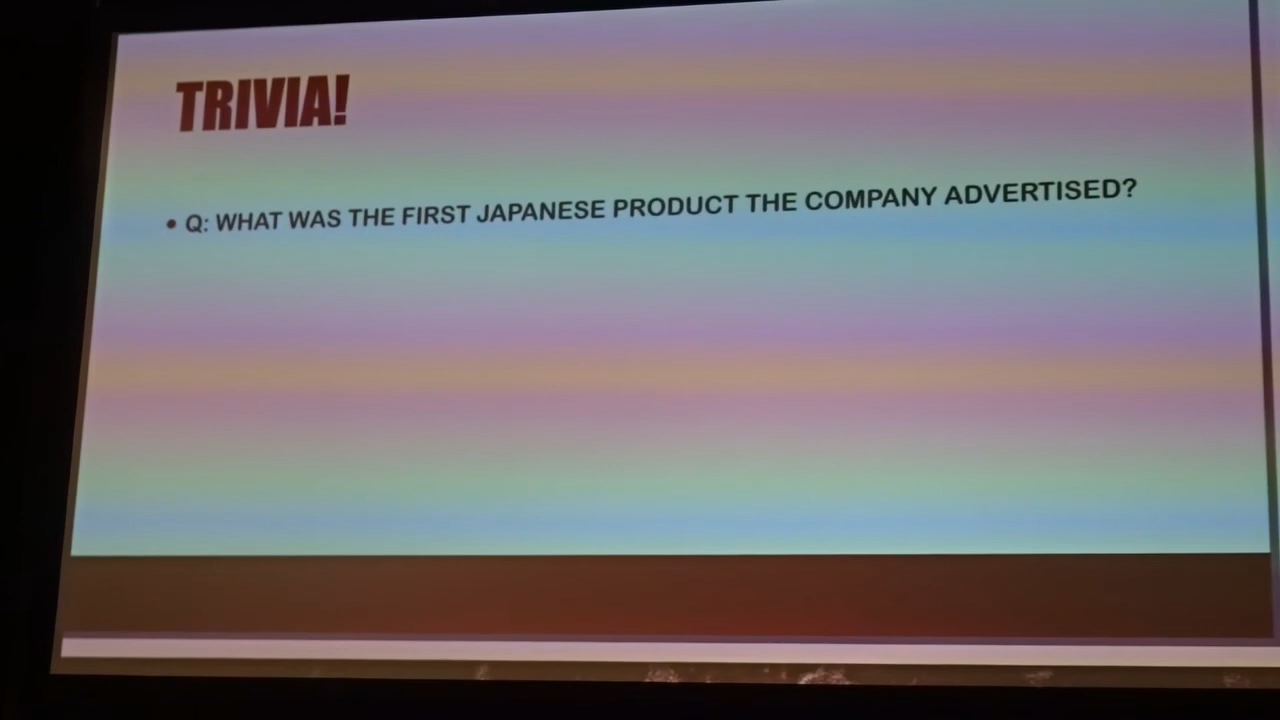 TRIVIA!
• Q: WHAT WAS THE FIRST JAPANESE PRODUCT THE COMPANY ADVERTISED?